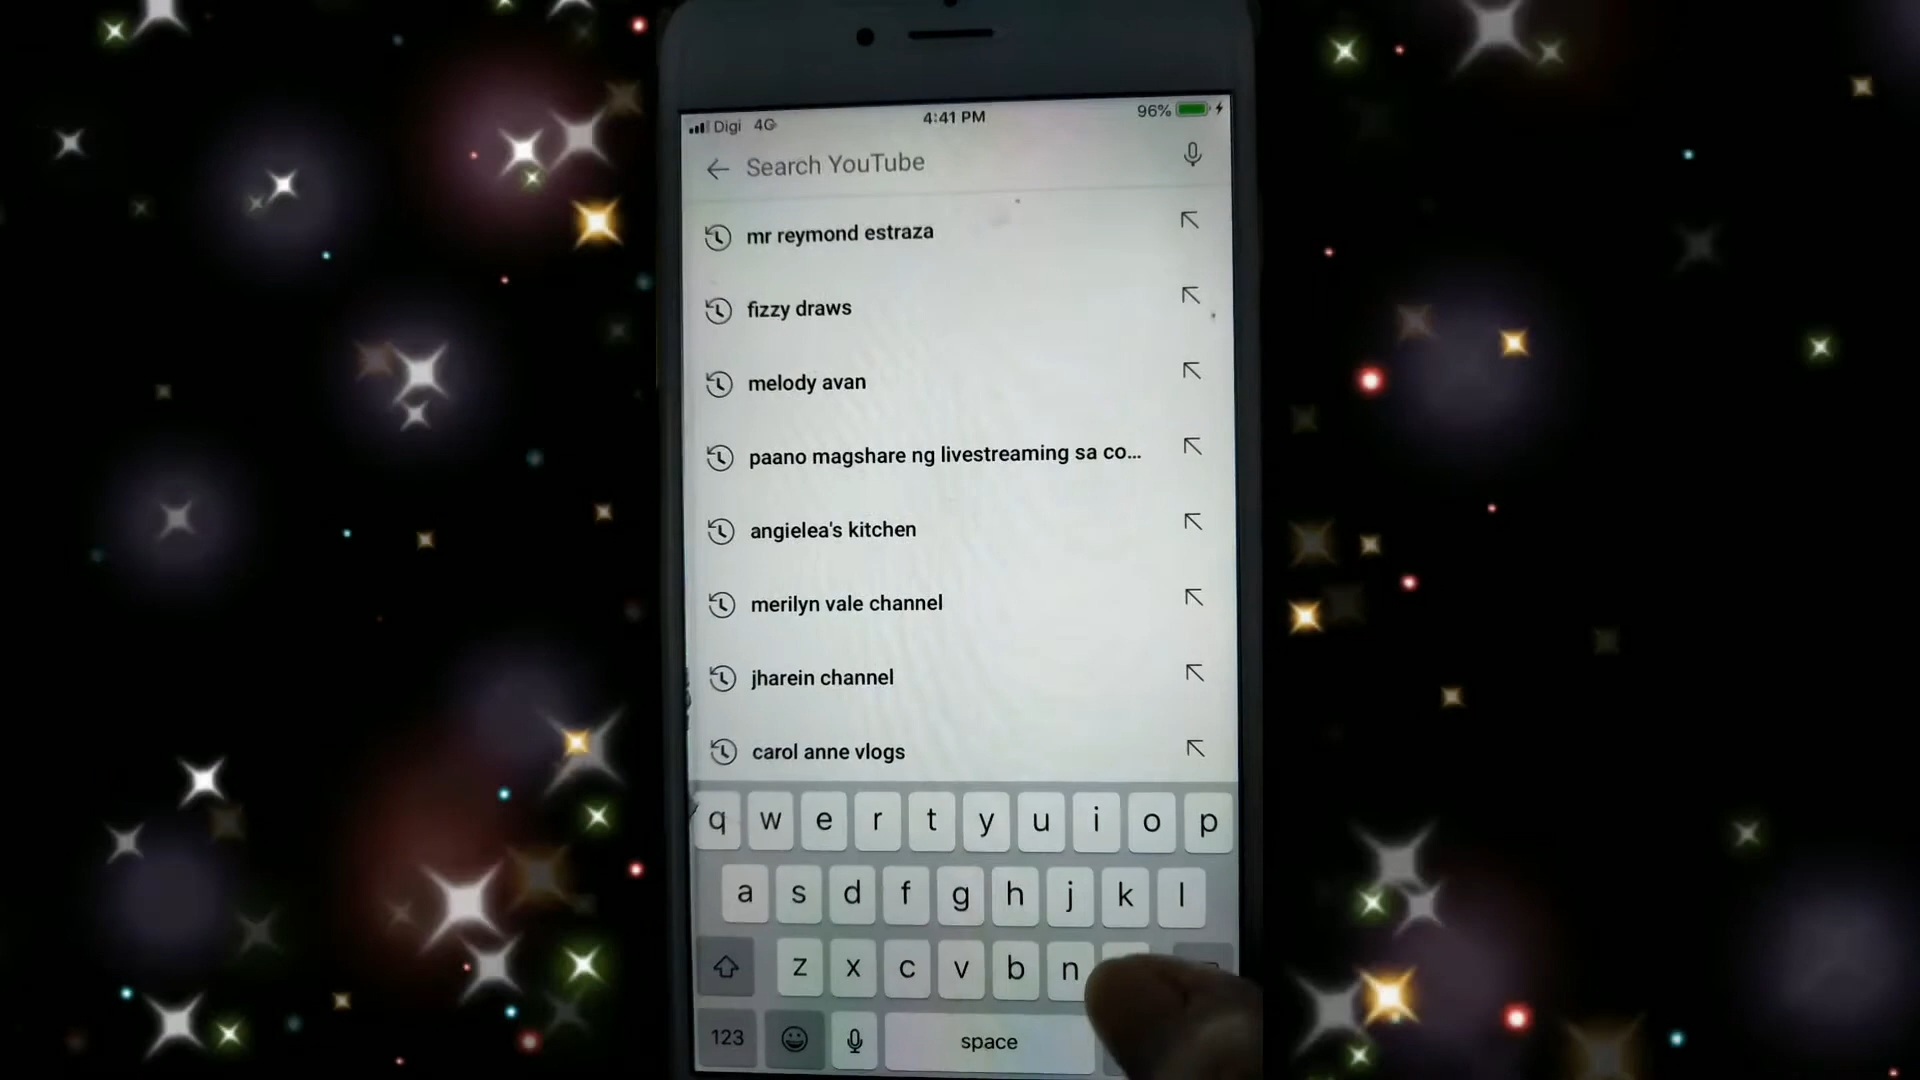 Digi 4G 4:41 PM 96%
Search YouTube
mr reymond estraza
fizzy draws
melody avan
paano magshare ng livestreaming sa co...
angielea's kitchen
merilyn vale channel
jharein channel
carol anne vlogs
q w e r t y u i o p
a s d f g h j k l
z x c v b n
123 space